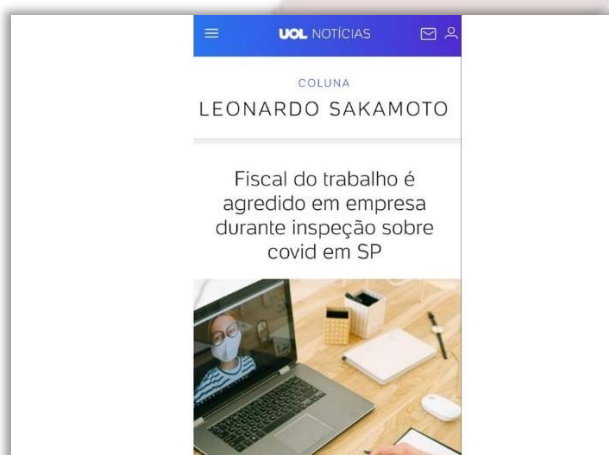 UOL NOTÍCIAS
COLUNA
LEONARDO SAKAMOTO
Fiscal do trabalho é
agredido em empresa
durante inspeção sobre
covid em SP